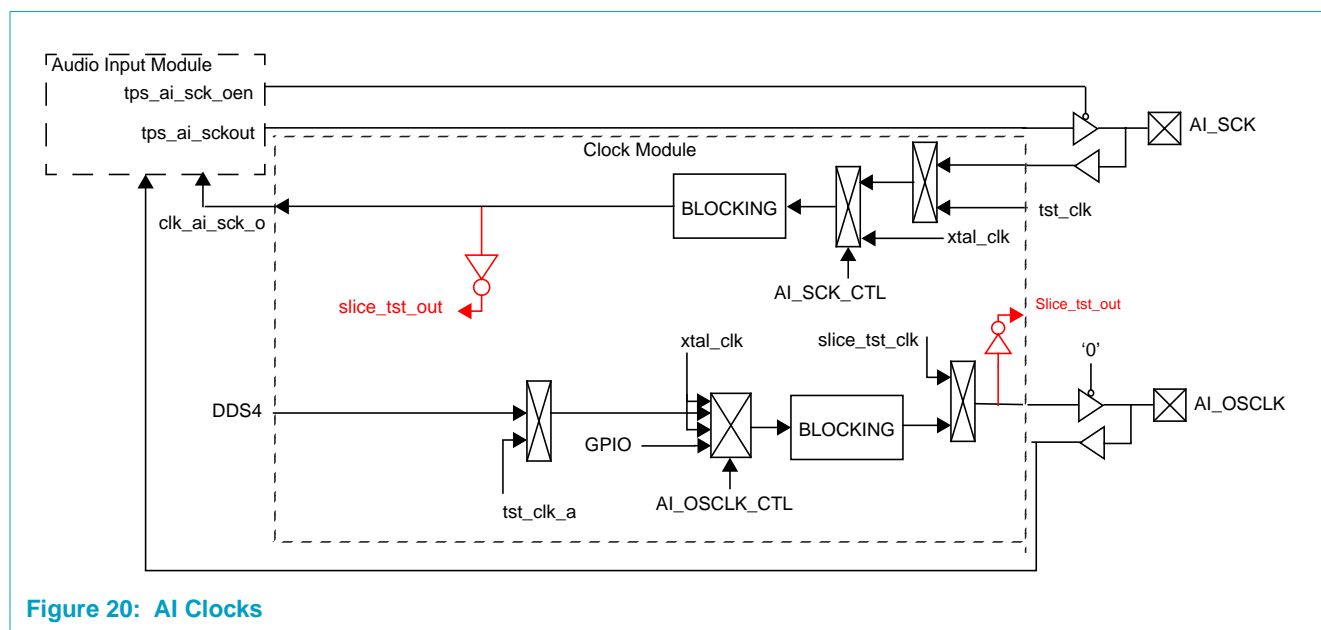 Audio Input Module
tps_ai_sck_oen
tps_ai_sckout
AI_SCK
Clock Module
BLOCKING
tst_clk
clk_ai_sck_o
xtal_clk
AI_SCK_CTL
slice_tst_out
Slice_tst_out
xtal_clk
slice_tst_clk
'0'
DDS4
AI_OSCLK
BLOCKING
GPIO
AI_OSCLK_CTL
tst_clk_a
Figure 20: AI Clocks